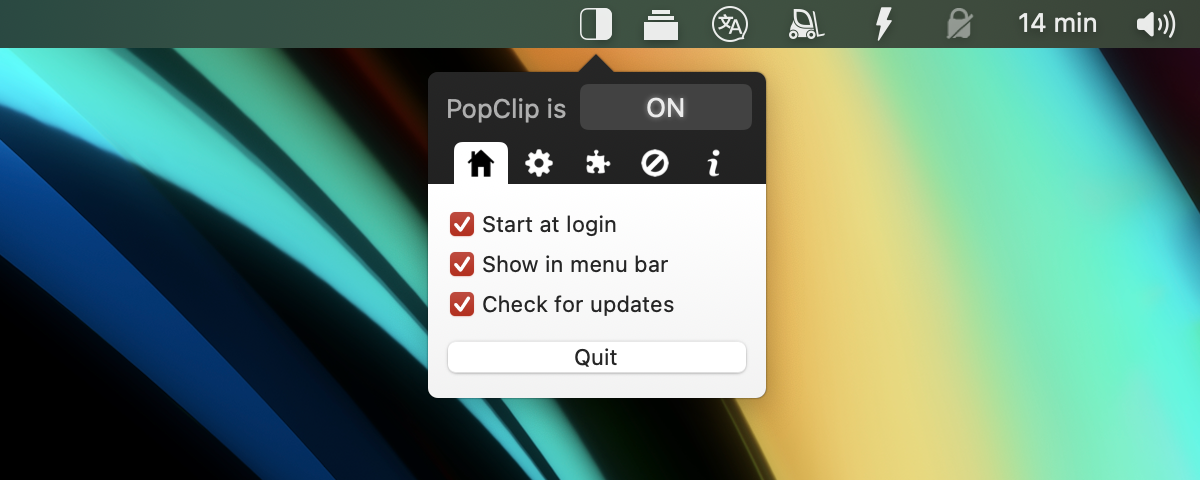 14 min
PopClip is ON
Start at login
Show in menu bar
Check for updates
Quit